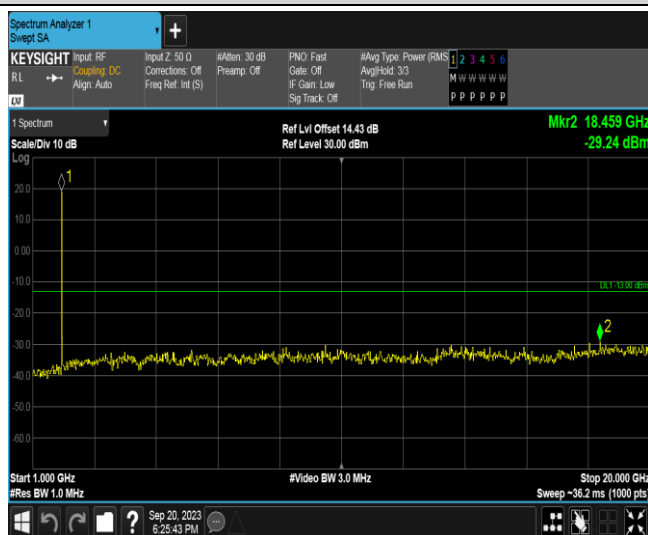 Spectrum Analyzer 1
Swept SA
+
KEYSIGHT Input: RF Input Z: 50 Ω #Atten: 30 dB PNO: Fast #Avg Type: Power (RMS 1 2 3 4 5 6
RL Coupling: DC Corrections: Off Preamp: Off Gate: Off Avg|Hold: 3/3 M W W W W W
Align: Auto Freq Ref: Int (S) IF Gain: Low Trig: Free Run
Sig Track: Off P P P P P P
LXI
1 Spectrum Ref Lvl Offset 14.43 dB Mkr2 18.459 GHz
Scale/Div 10 dB Ref Level 30.00 dBm -29.24 dBm
Log
1
20.0
10.0
0.00
-10.0
DL1 -13.00 dBm
-20.0
2
-30.0
-40.0
-50.0
-60.0
Start 1.000 GHz #Video BW 3.0 MHz Stop 20.000 GHz
#Res BW 1.0 MHz Sweep ~36.2 ms (1000 pts)
? Sep 20, 2023
6:25:43 PM